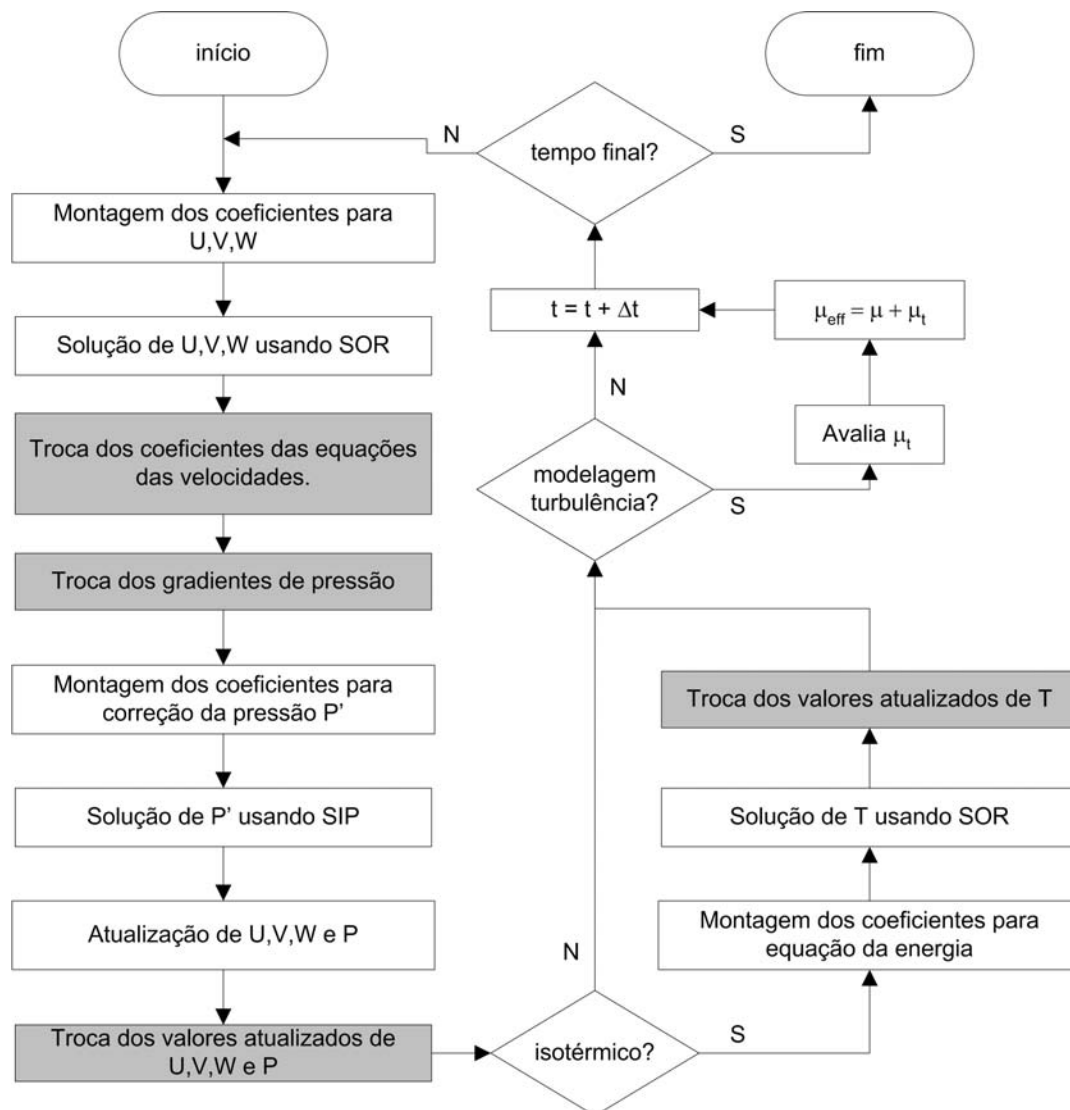 início
fim
N
tempo final?
S
Montagem dos coeficientes para
U,V,W
t = t + Δt
μeff = μ + μt
Solução de U,V,W usando SOR
N
Avalia μt
Troca dos coeficientes das equações
das velocidades.
modelagem
turbulência?
S
Troca dos gradientes de pressão
Montagem dos coeficientes para
correção da pressão P'
Troca dos valores atualizados de T
Solução de P' usando SIP
Solução de T usando SOR
Atualização de U,V,W e P
Montagem dos coeficientes para
equação da energia
N
Troca dos valores atualizados de
U,V,W e P
isotérmico?
S